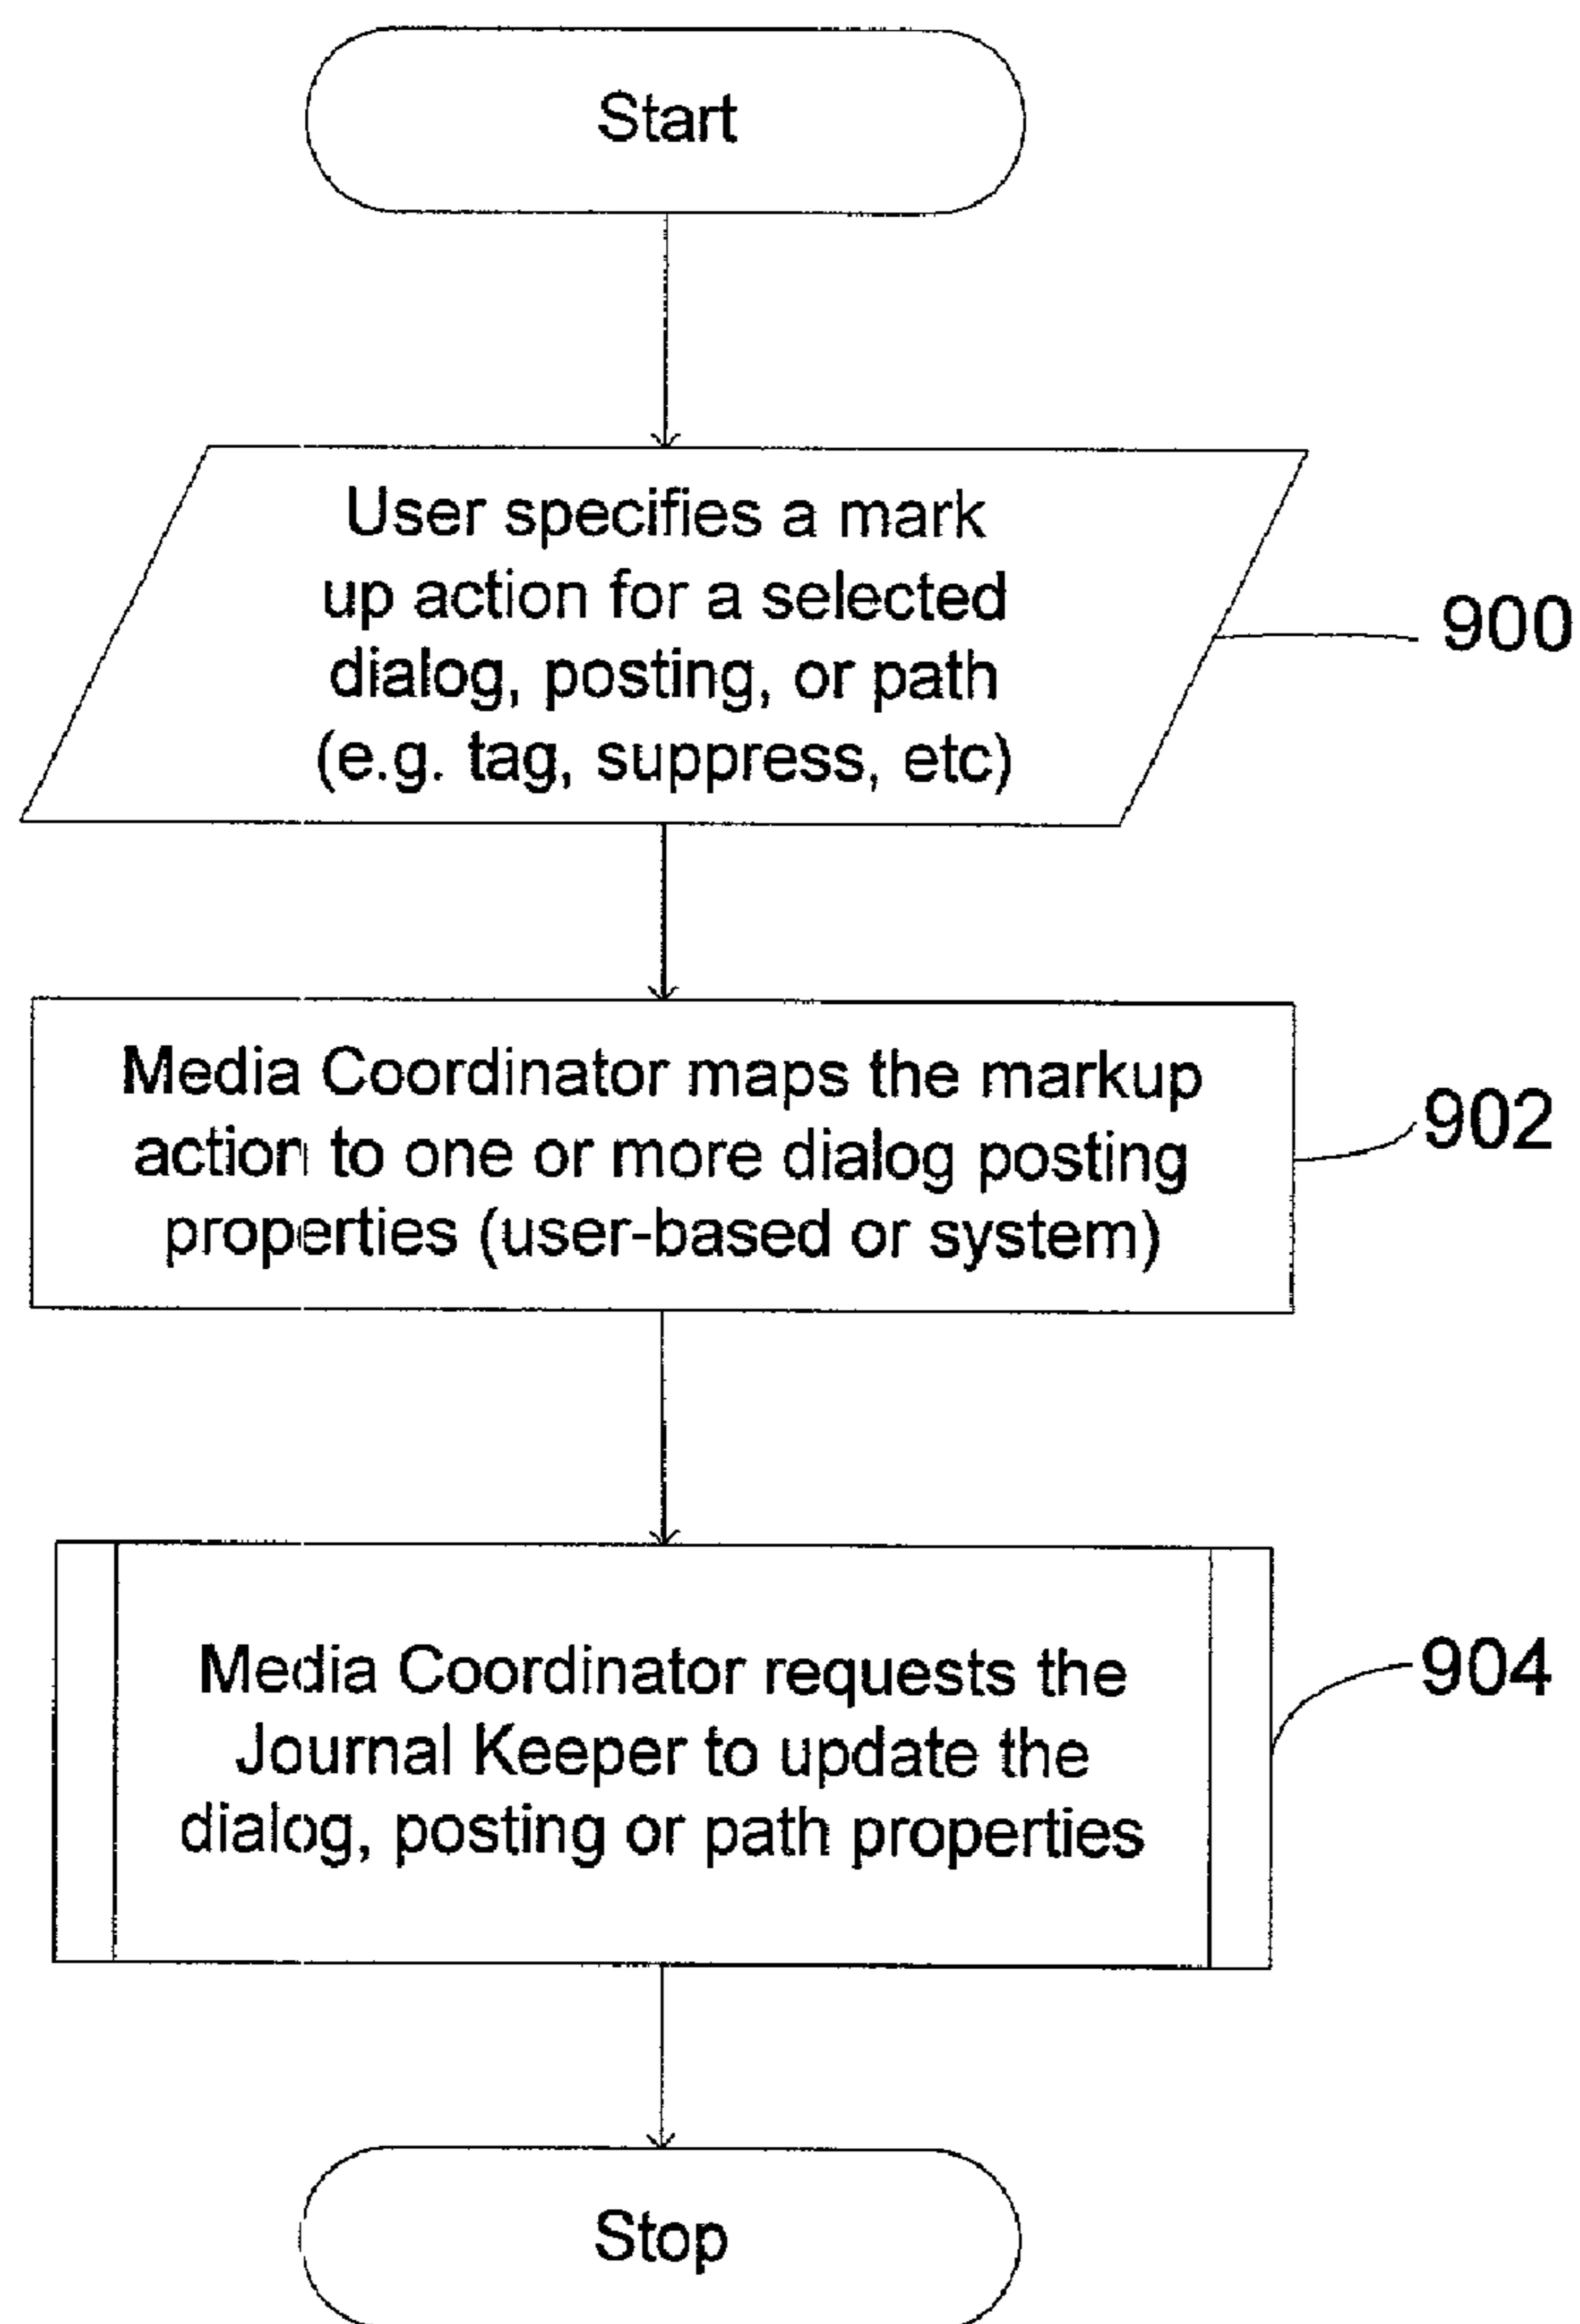 Start
User specifies a mark
up action for a selected
dialog, posting, or path
(e.g. tag, suppress, etc)
900
Media Coordinator maps the markup
action to one or more dialog posting
properties (user-based or system)
902
Media Coordinator requests the
Journal Keeper to update the
dialog, posting or path properties
904
Stop